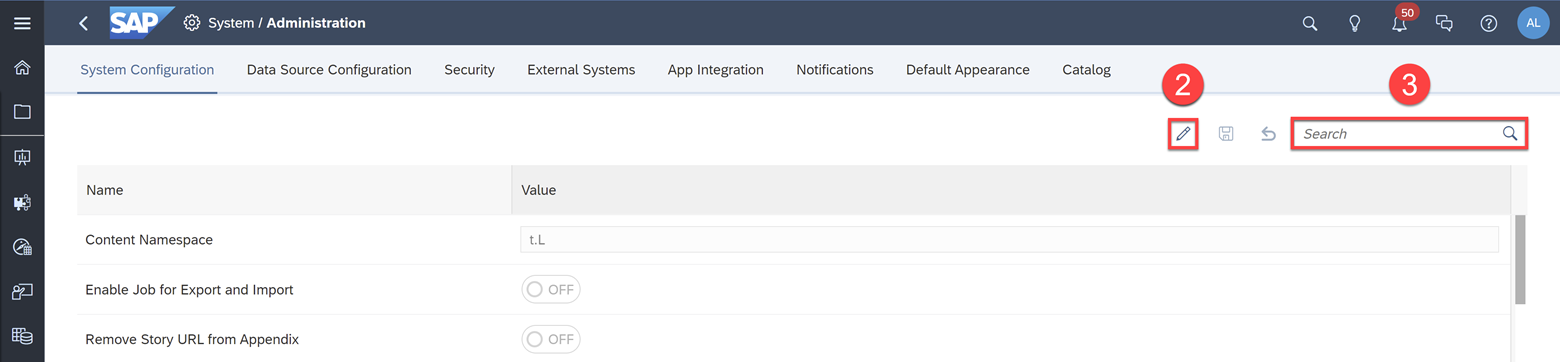 SAP System / Administration 50 AL
System Configuration Data Source Configuration Security External Systems App Integration Notifications Default Appearance Catalog
2 3
Search
Name Value
Content Namespace t.L
Enable Job for Export and Import OFF
Remove Story URL from Appendix OFF